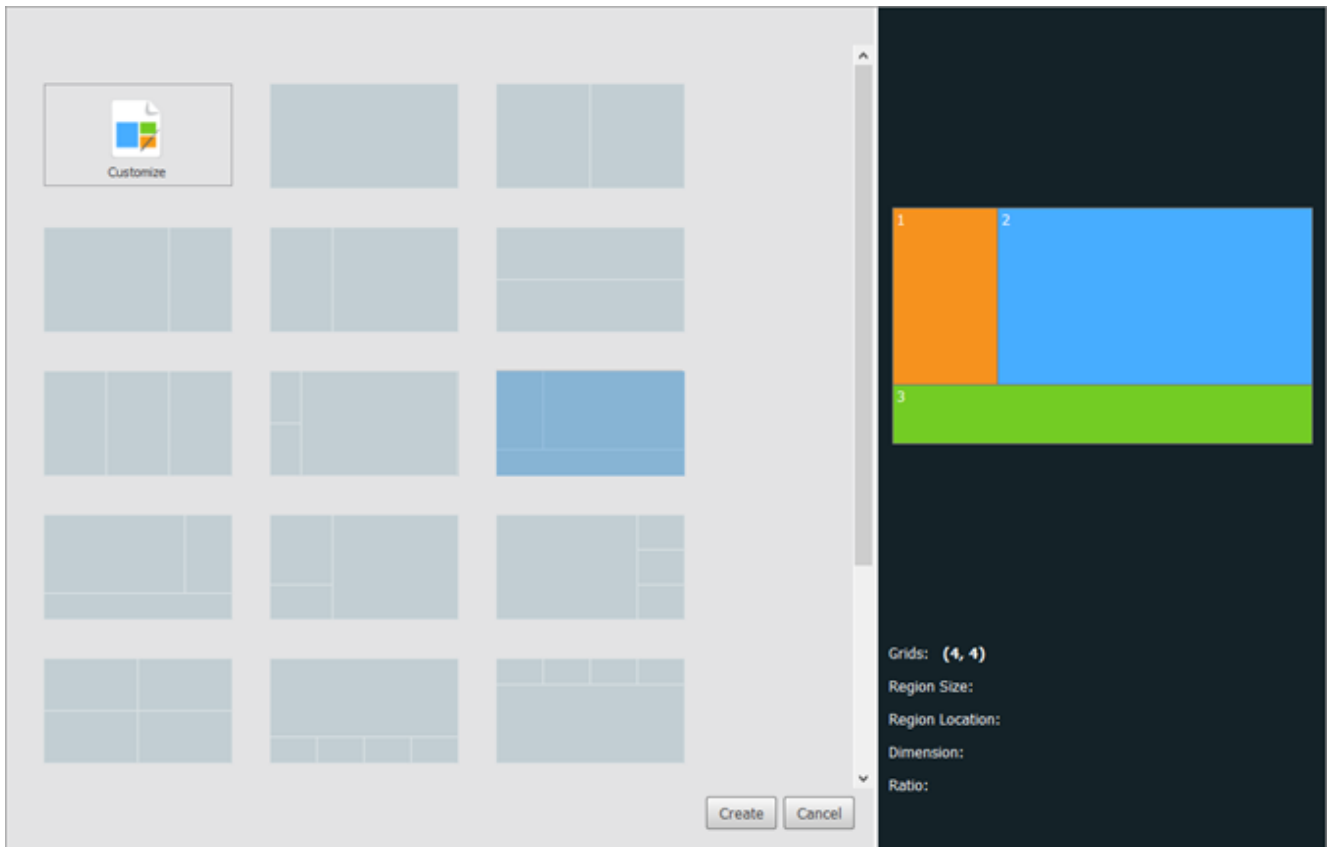 Customize
1
2
3
Grids: (4, 4)
Region Size:
Region Location:
Dimension:
Ratio:
Create
Cancel